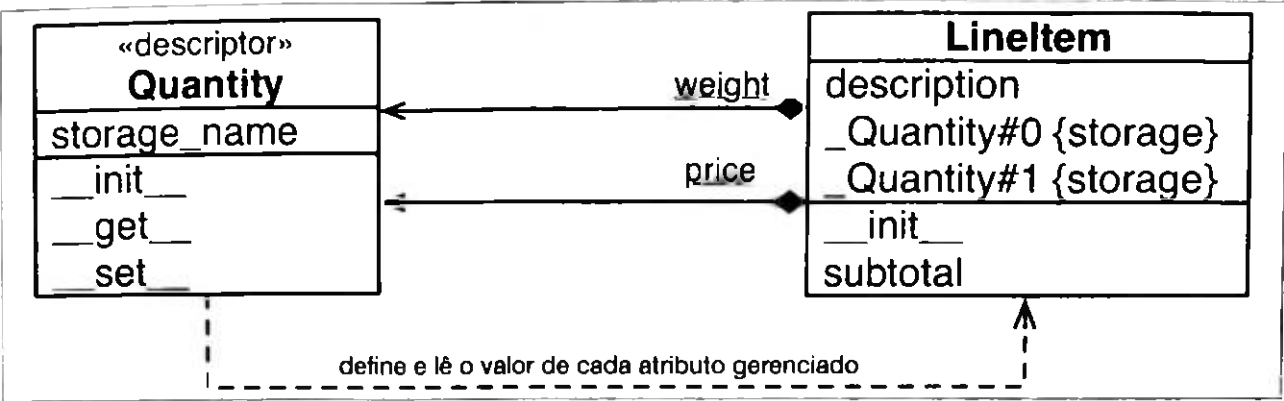 «descriptor»
Quantity
storage_name
__init__
__get__
__set__
weight
price
LineItem
description
_Quantity#0 {storage}
_Quantity#1 {storage}
__init__
subtotal
define e lê o valor de cada atributo gerenciado